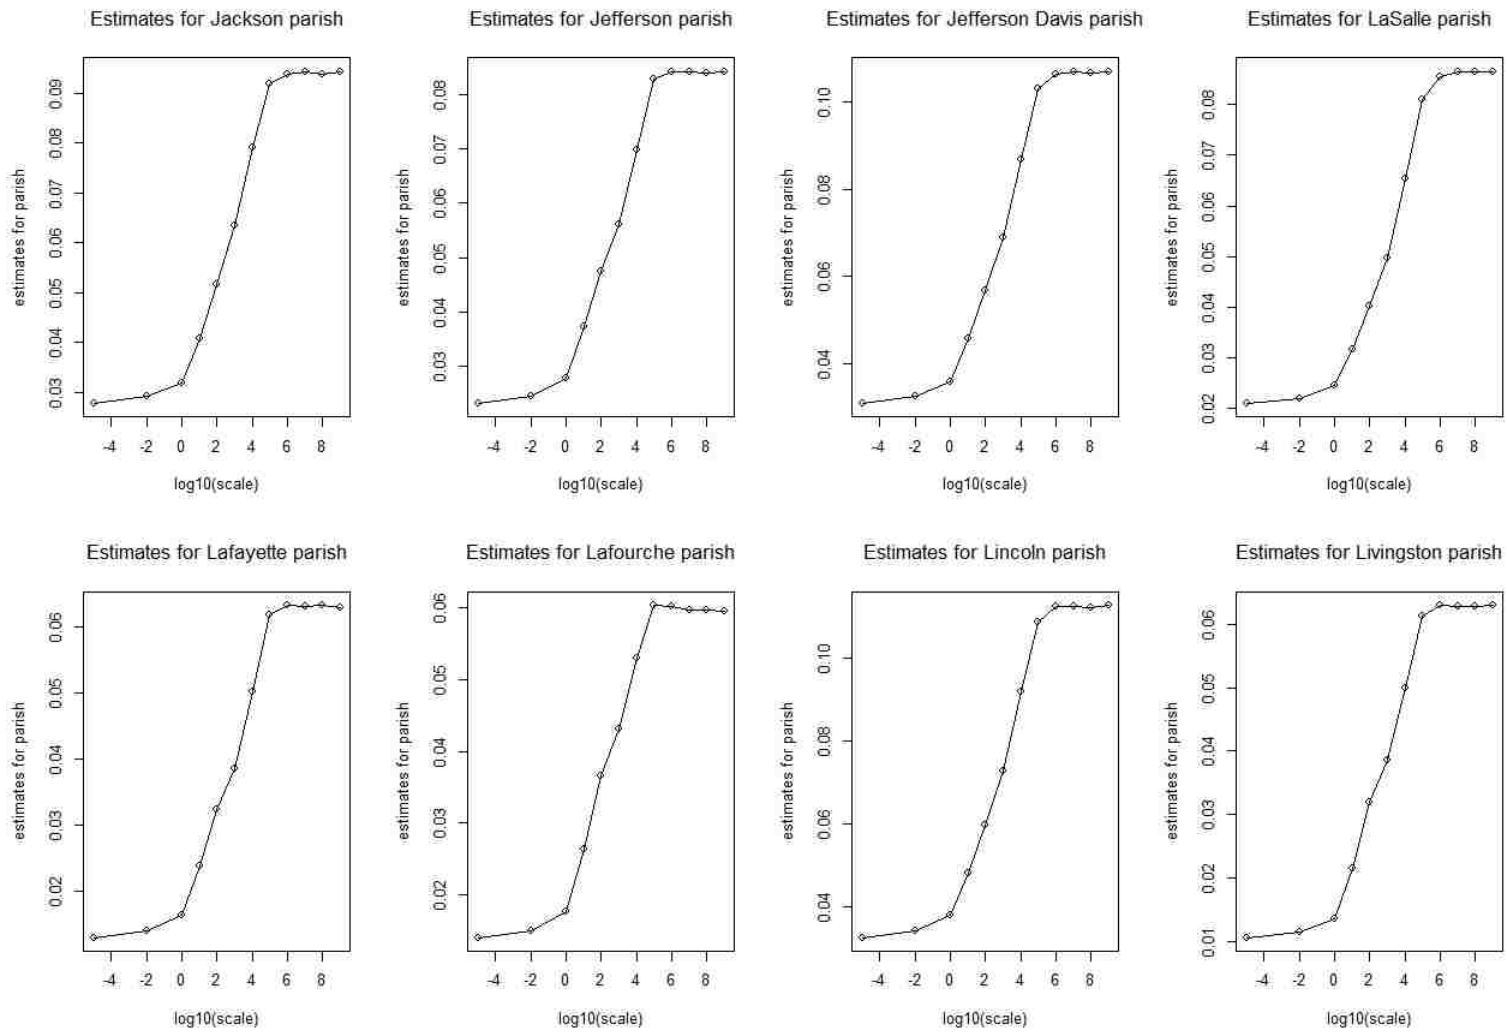 Estimates for Jackson parish
estimates for parish
0.03 0.04 0.05 0.06 0.07 0.08 0.09
-4 -2 0 2 4 6 8
log10(scale)
Estimates for Jefferson parish
estimates for parish
0.03 0.04 0.05 0.06 0.07 0.08
-4 -2 0 2 4 6 8
log10(scale)
Estimates for Jefferson Davis parish
estimates for parish
0.04 0.06 0.08 0.10
-4 -2 0 2 4 6 8
log10(scale)
Estimates for LaSalle parish
estimates for parish
0.02 0.03 0.04 0.05 0.06 0.07 0.08
-4 -2 0 2 4 6 8
log10(scale)
Estimates for Lafayette parish
estimates for parish
0.02 0.03 0.04 0.05 0.06
-4 -2 0 2 4 6 8
log10(scale)
Estimates for Lafourche parish
estimates for parish
0.02 0.03 0.04 0.05 0.06
-4 -2 0 2 4 6 8
log10(scale)
Estimates for Lincoln parish
estimates for parish
0.04 0.06 0.08 0.10
-4 -2 0 2 4 6 8
log10(scale)
Estimates for Livingston parish
estimates for parish
0.01 0.02 0.03 0.04 0.05 0.06
-4 -2 0 2 4 6 8
log10(scale)